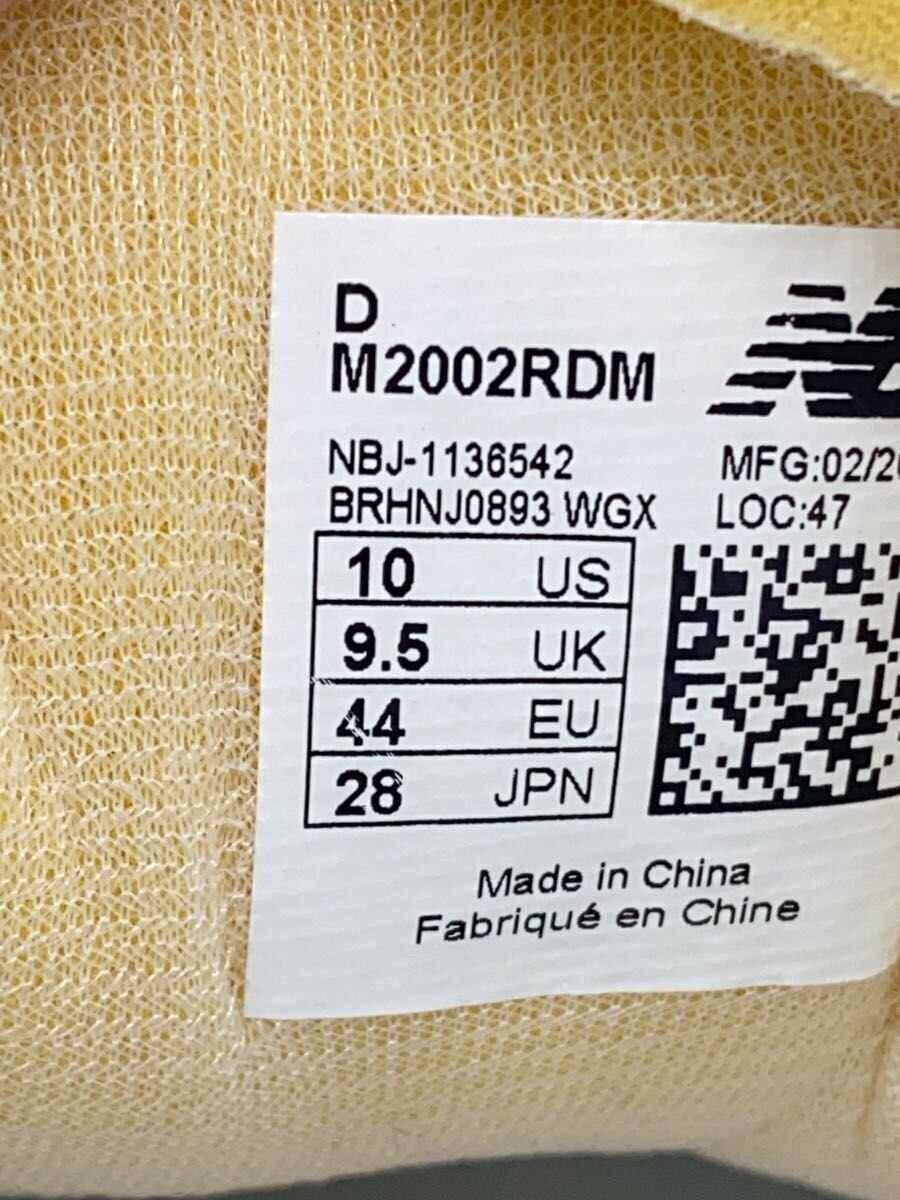 D
M2002RDM
NBJ-1136542
BRHNJ0893 WGX
MFG:02/20
LOC:47
10 US
9.5 UK
44 EU
28 JPN
Made in China
Fabriqué en Chine